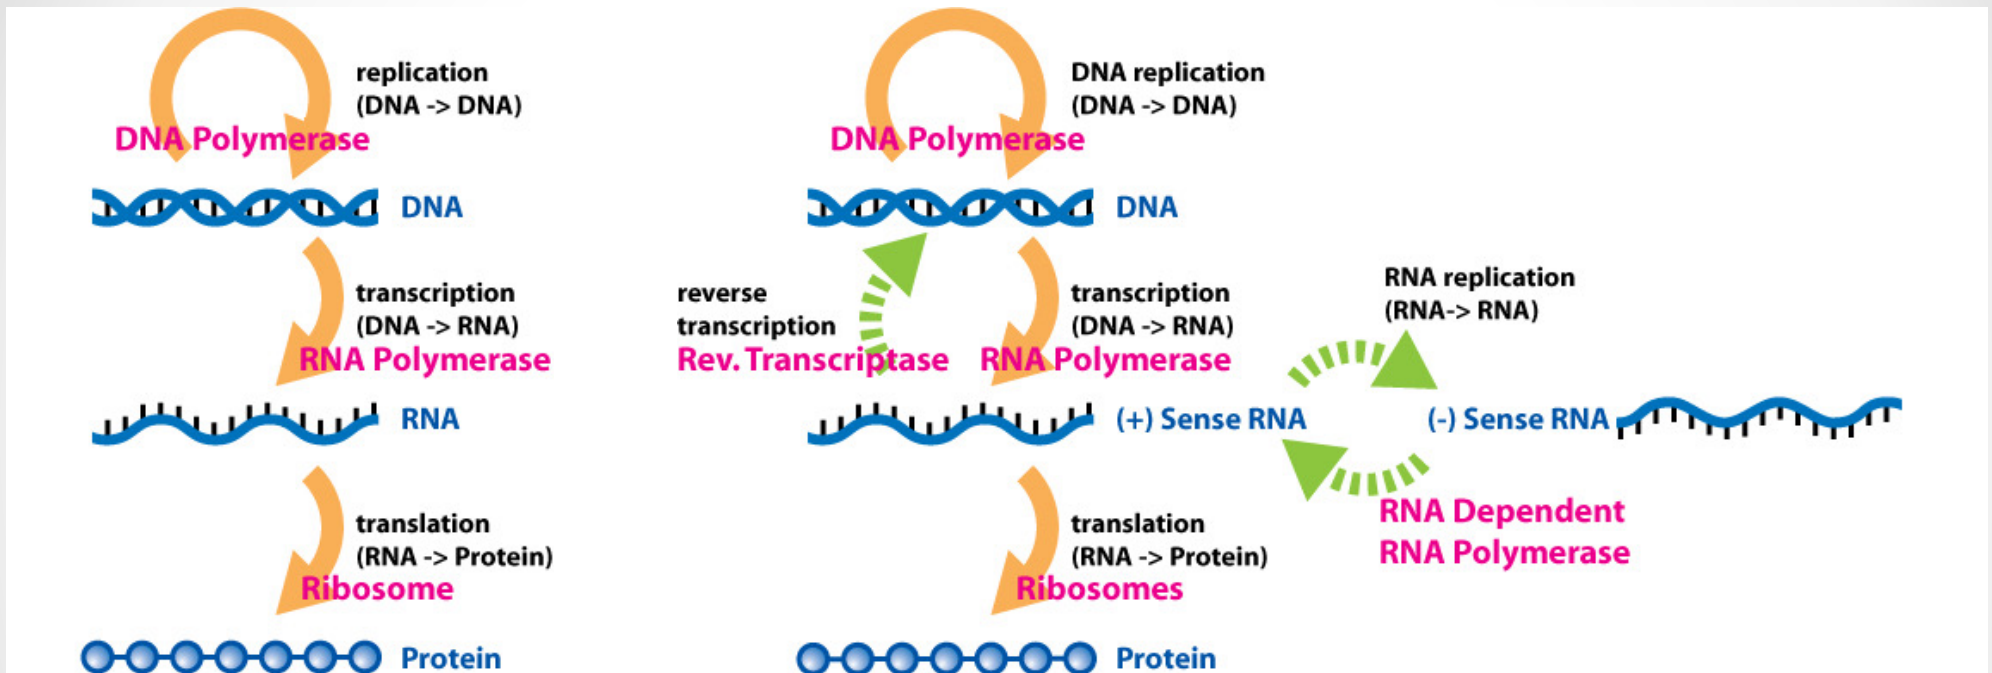 replication
(DNA -> DNA)
DNA Polymerase
DNA
transcription
(DNA -> RNA)
RNA Polymerase
RNA
translation
(RNA -> Protein)
Ribosome
Protein
DNA replication
(DNA -> DNA)
DNA Polymerase
DNA
reverse
transcription
Rev. Transcriptase
transcription
(DNA -> RNA)
RNA Polymerase
RNA replication
(RNA-> RNA)
(+) Sense RNA
(-) Sense RNA
RNA Dependent
RNA Polymerase
translation
(RNA -> Protein)
Ribosomes
Protein